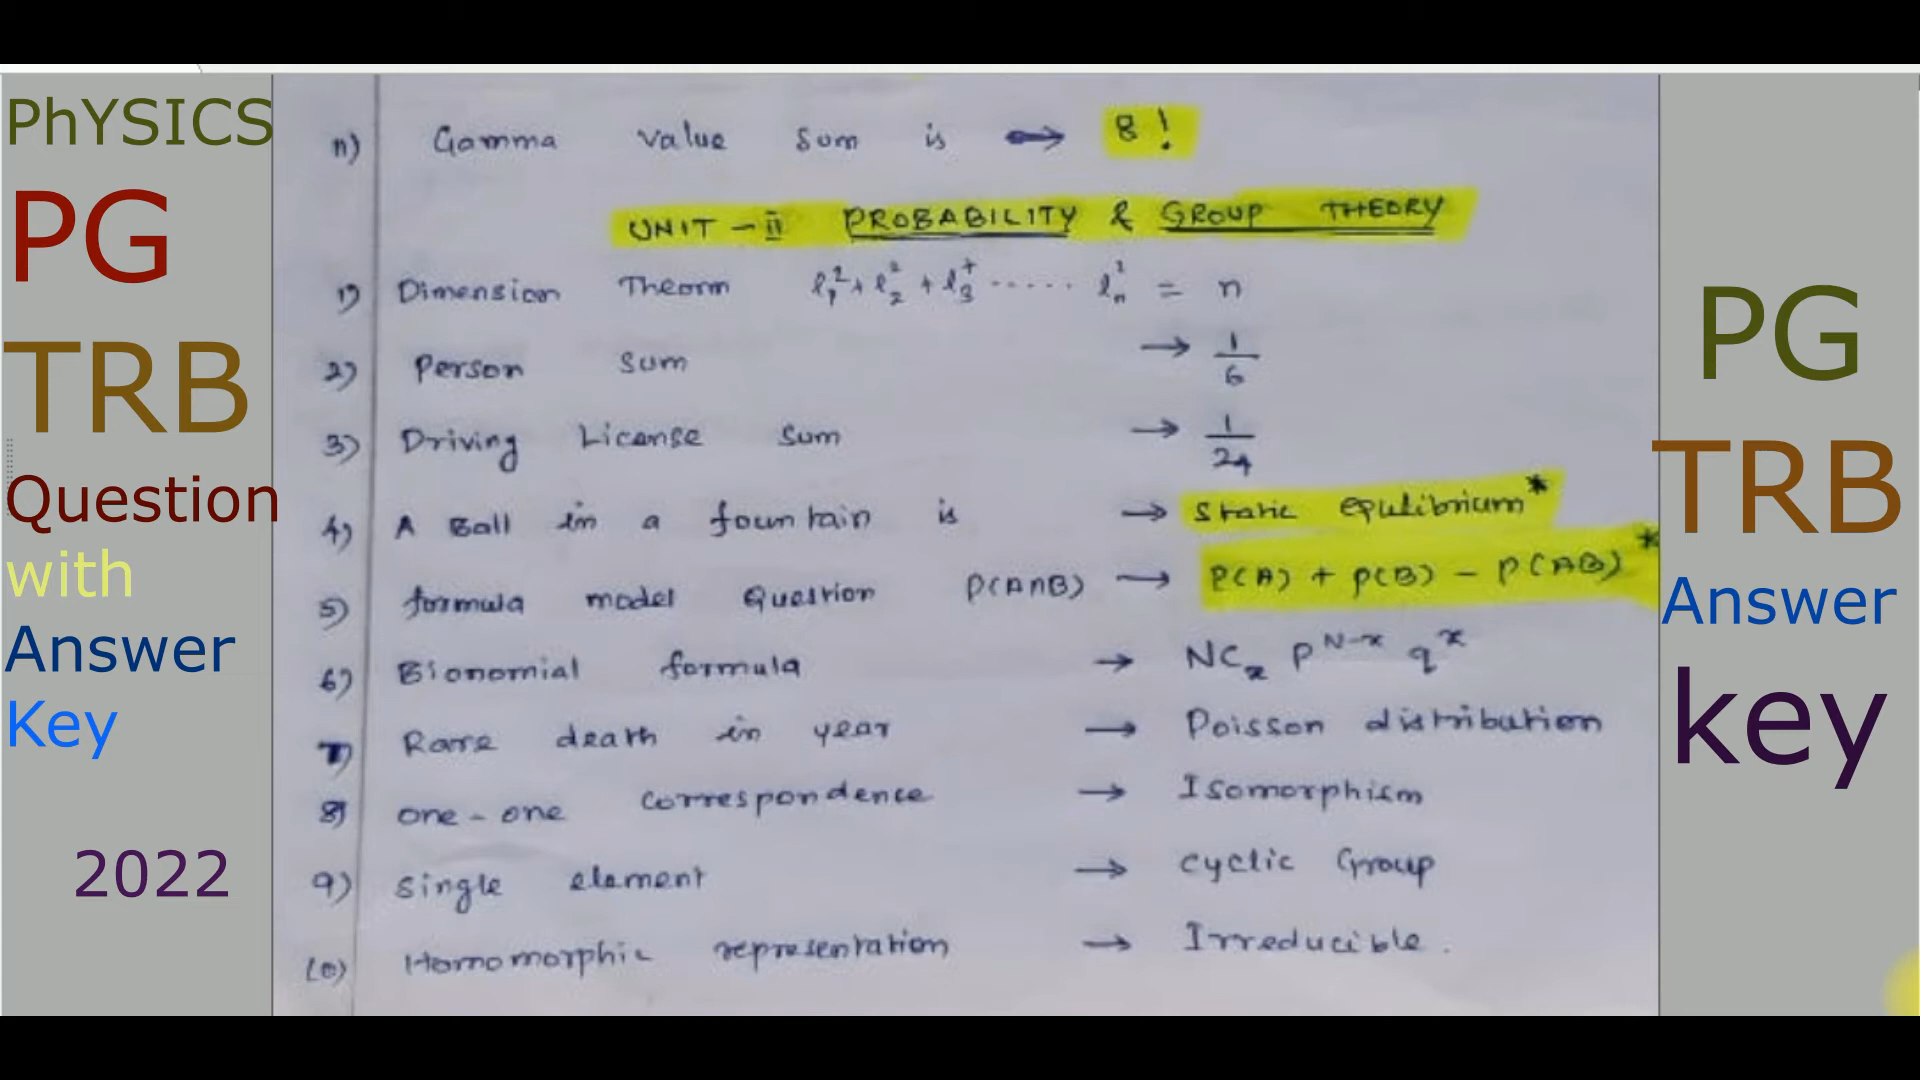 PhYSICS
PG
TRB
Question
with
Answer
Key
2022
11) Gamma value sum is → 8!
UNIT - II PROBABILITY & GROUP THEORY
1) Dimension Theorm l₁² + l₂² + l₃² ····· lₙ² = n
2) Person sum → 1/6
3) Driving License sum → 1/24
4) A Ball in a fountain is → static equlibrium*
5) formula model Question P(A∩B) → P(A) + P(B) - P(AB)*
6) Bionomial formula → NCₓ P^N-x q^x
7) Rare death in year → Poisson distribution
8) one-one correspondence → Isomorphism
9) single element → cyclic Group
10) Homomorphic representation → Irreducible.
PG
TRB
Answer
key